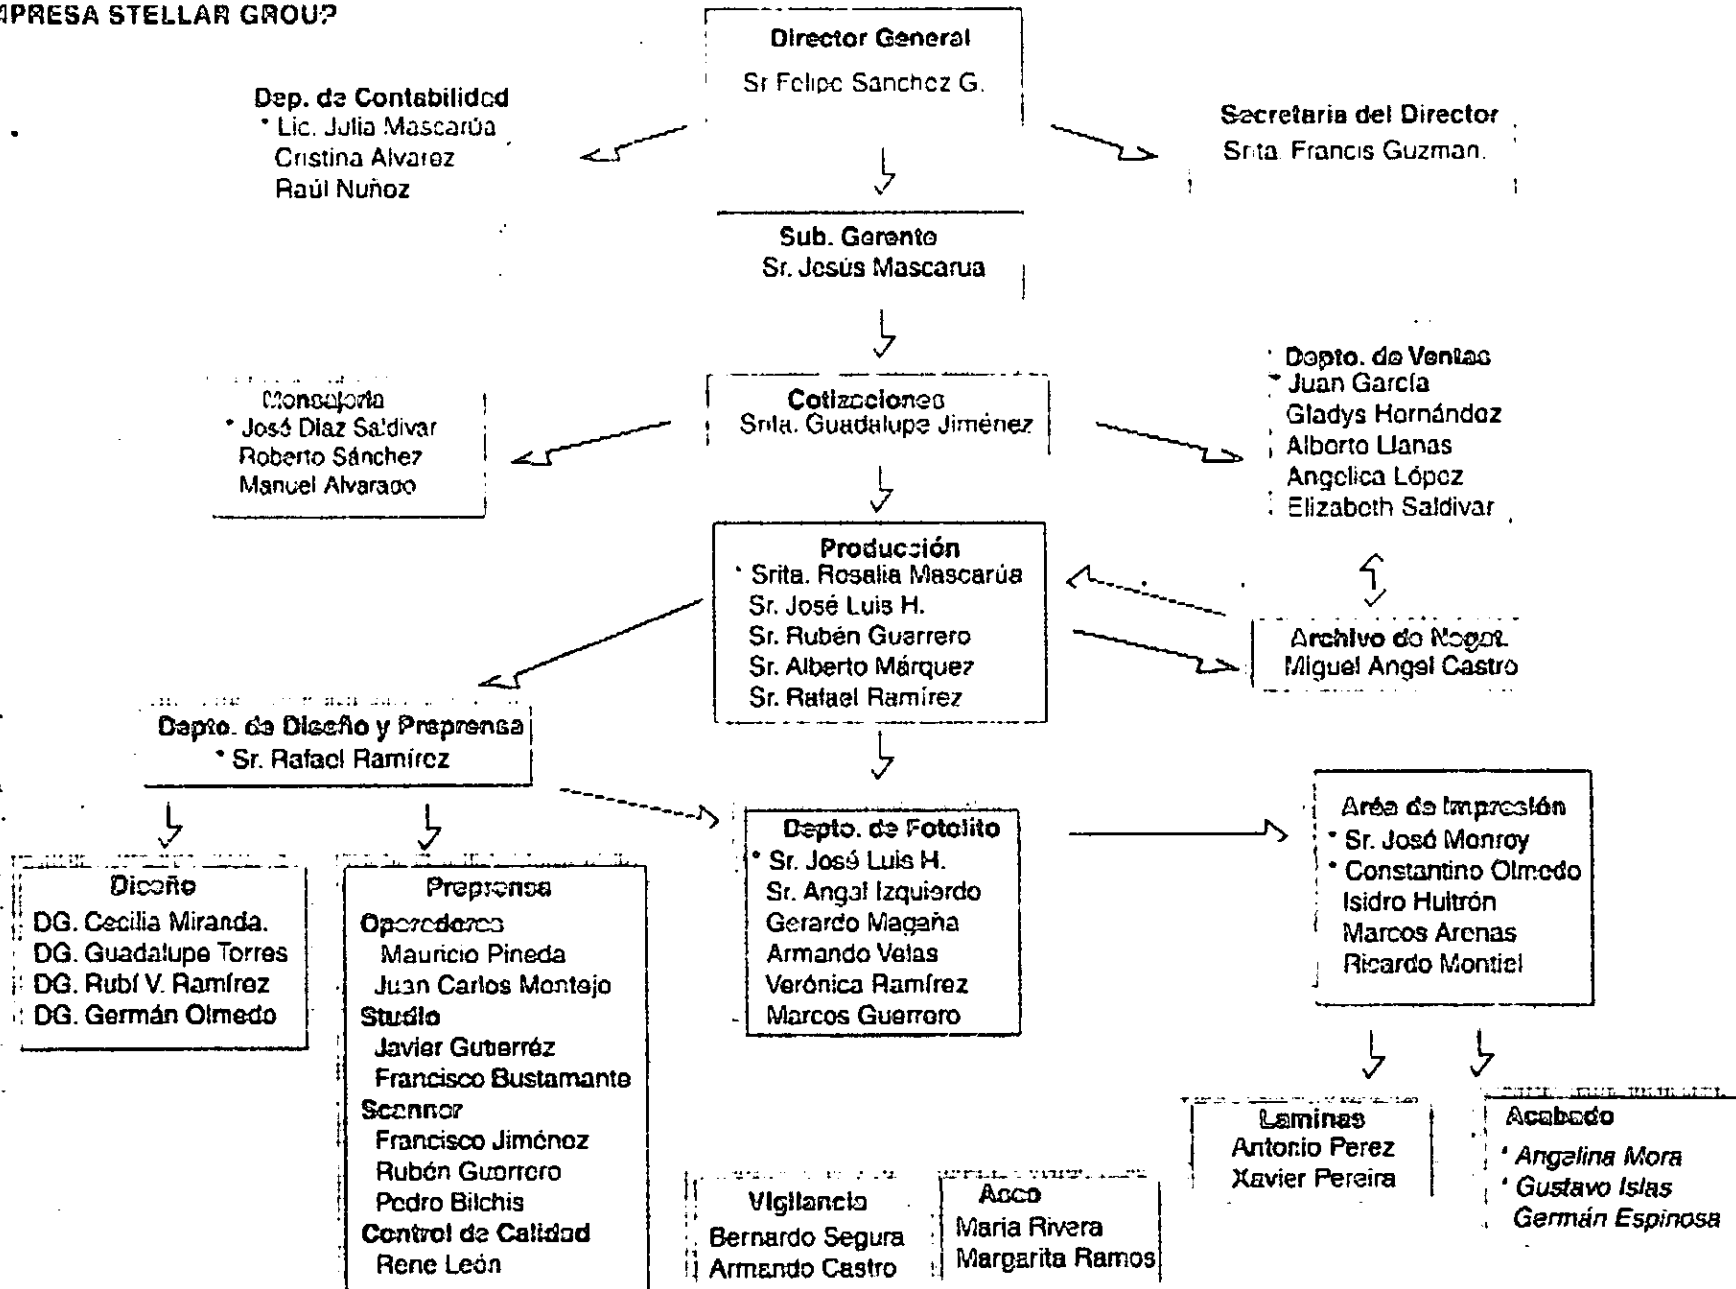 MPRESA STELLAR GROUP
Director General
Sr Felipe Sanchez G.
Dep. de Contabilidad
* Lic. Julia Mascarúa
Cristina Alvarez
Raúl Nuñez
Secretaria del Director
Srita. Francis Guzman.
Sub. Gerente
Sr. Jesús Mascarua
Mensajería
* José Diaz Saldivar
Roberto Sánchez
Manuel Alvarado
Cotizaciones
Srita. Guadalupe Jiménez
Depto. de Ventas
* Juan García
Gladys Hernández
Alberto Llanas
Angelica López
Elizabeth Saldivar
Producción
* Srita. Rosalia Mascarúa
Sr. José Luis H.
Sr. Rubén Guerrero
Sr. Alberto Márquez
Sr. Rafael Ramírez
Archivo de Negat.
Miguel Angel Castro
Depto. de Diseño y Preprensa
* Sr. Rafael Ramírez
Diseño
DG. Cecilia Miranda.
DG. Guadalupe Torres
DG. Rubí V. Ramírez
DG. Germán Olmedo
Preprensa
Operadores
Mauricio Pineda
Juan Carlos Montejo
Studio
Javier Gutierréz
Francisco Bustamante
Scanner
Francisco Jiménez
Rubén Guerrero
Pedro Bilchis
Control de Calidad
Rene León
Depto. de Fotolito
* Sr. José Luis H.
Sr. Angel Izquierdo
Gerardo Magaña
Armando Velas
Verónica Ramírez
Marcos Guerrero
Aréa de Impresión
* Sr. José Monroy
* Constantino Olmedo
Isidro Huitrón
Marcos Arenas
Ricardo Montiel
Laminas
Antonio Perez
Xavier Pereira
Acabado
* Angelina Mora
* Gustavo Islas
Germán Espinosa
Vigilancia
Bernardo Segura
Armando Castro
Aseo
Maria Rivera
Margarita Ramos